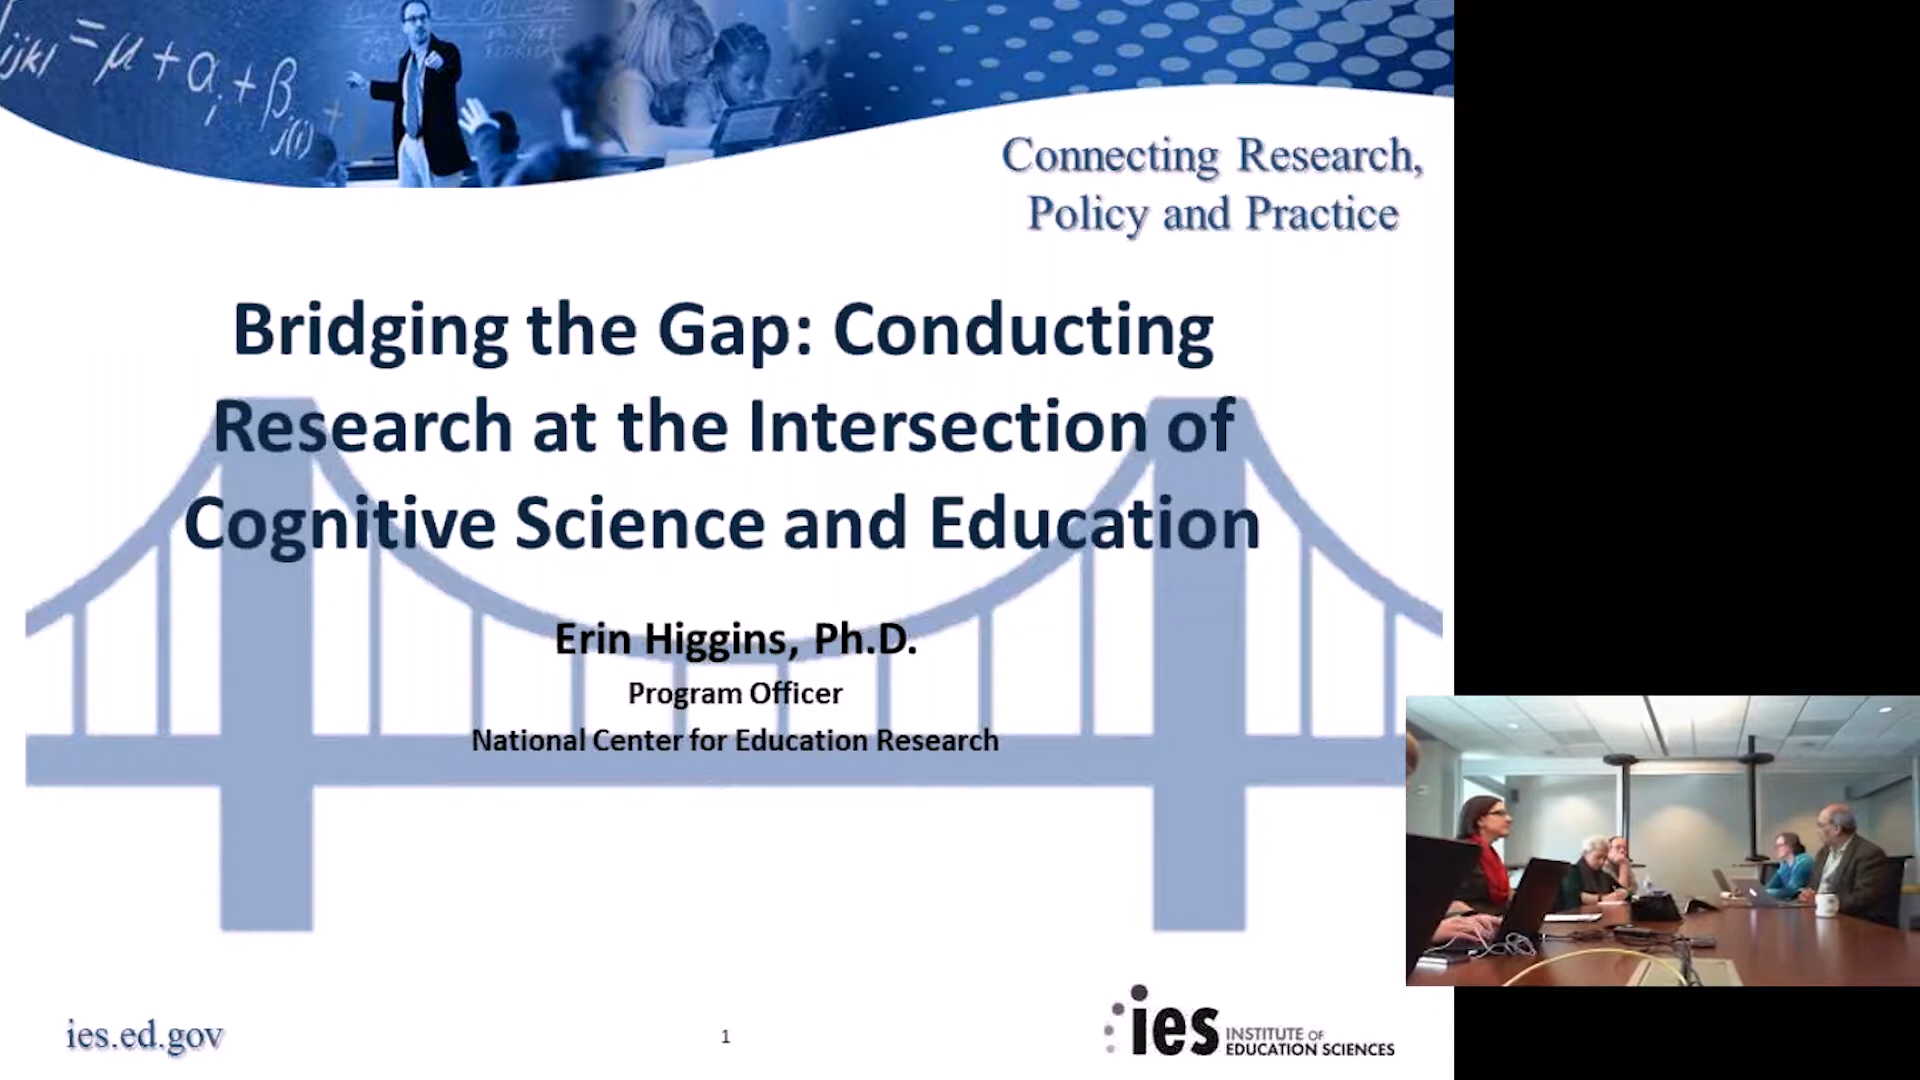 ijkl = μ + α i + β j(i) +
Connecting Research,
Policy and Practice
Bridging the Gap: Conducting
Research at the Intersection of
Cognitive Science and Education
Erin Higgins, Ph.D.
Program Officer
National Center for Education Research
ies.ed.gov
1
ies INSTITUTE OF
EDUCATION SCIENCES